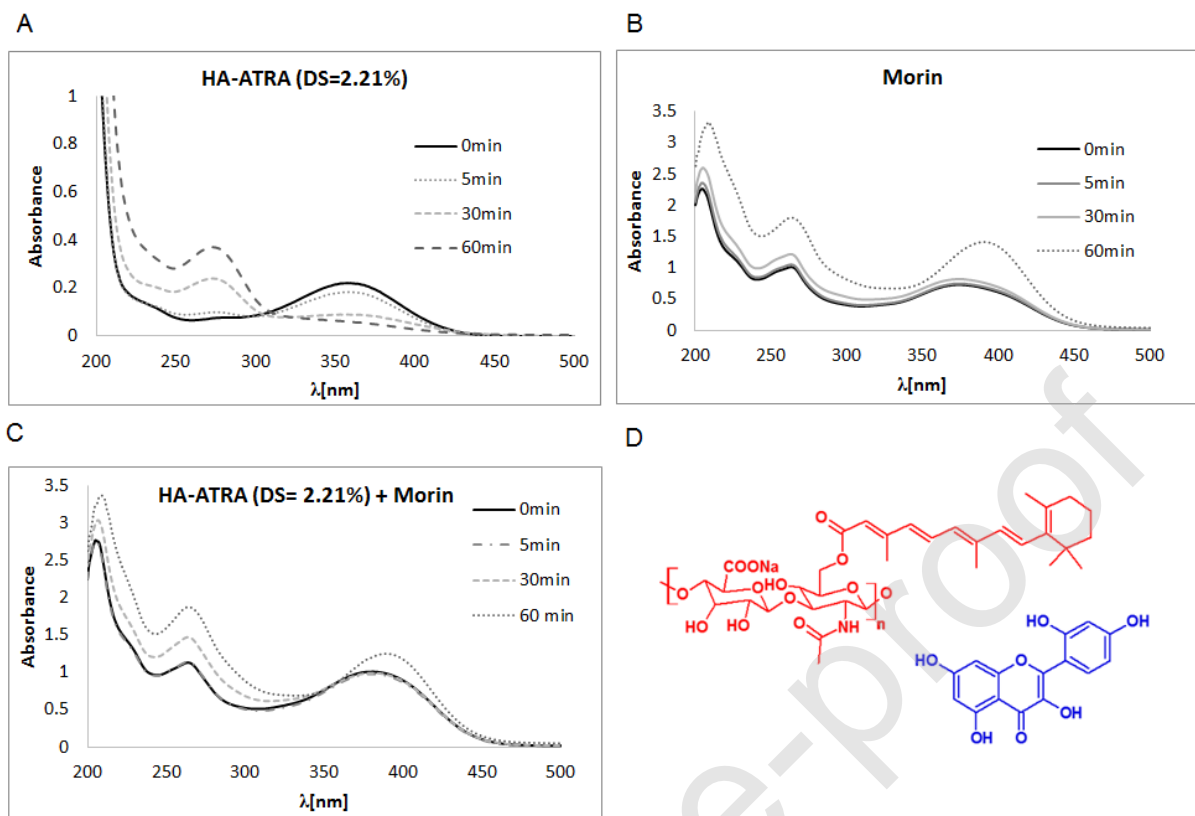 A
HA-ATRA (DS=2.21%)
1
0.8
0.6
0.4
0.2
0
Absorbance
0min
5min
30min
60min
200 250 300 350 400 450 500
λ[nm]
B
Morin
3.5
3
2.5
2
1.5
1
0.5
0
Absorbance
0min
5min
30min
60min
200 250 300 350 400 450 500
λ[nm]
C
HA-ATRA (DS= 2.21%) + Morin
3.5
3
2.5
2
1.5
1
0.5
0
Absorbance
0min
5min
30min
60 min
200 250 300 350 400 450 500
λ[nm]
D
O
O
COONa
O
O
HO
O
O
O
HO
OH
NH
n
O
HO
OH
HO
O
OH
OH
O
e-proof